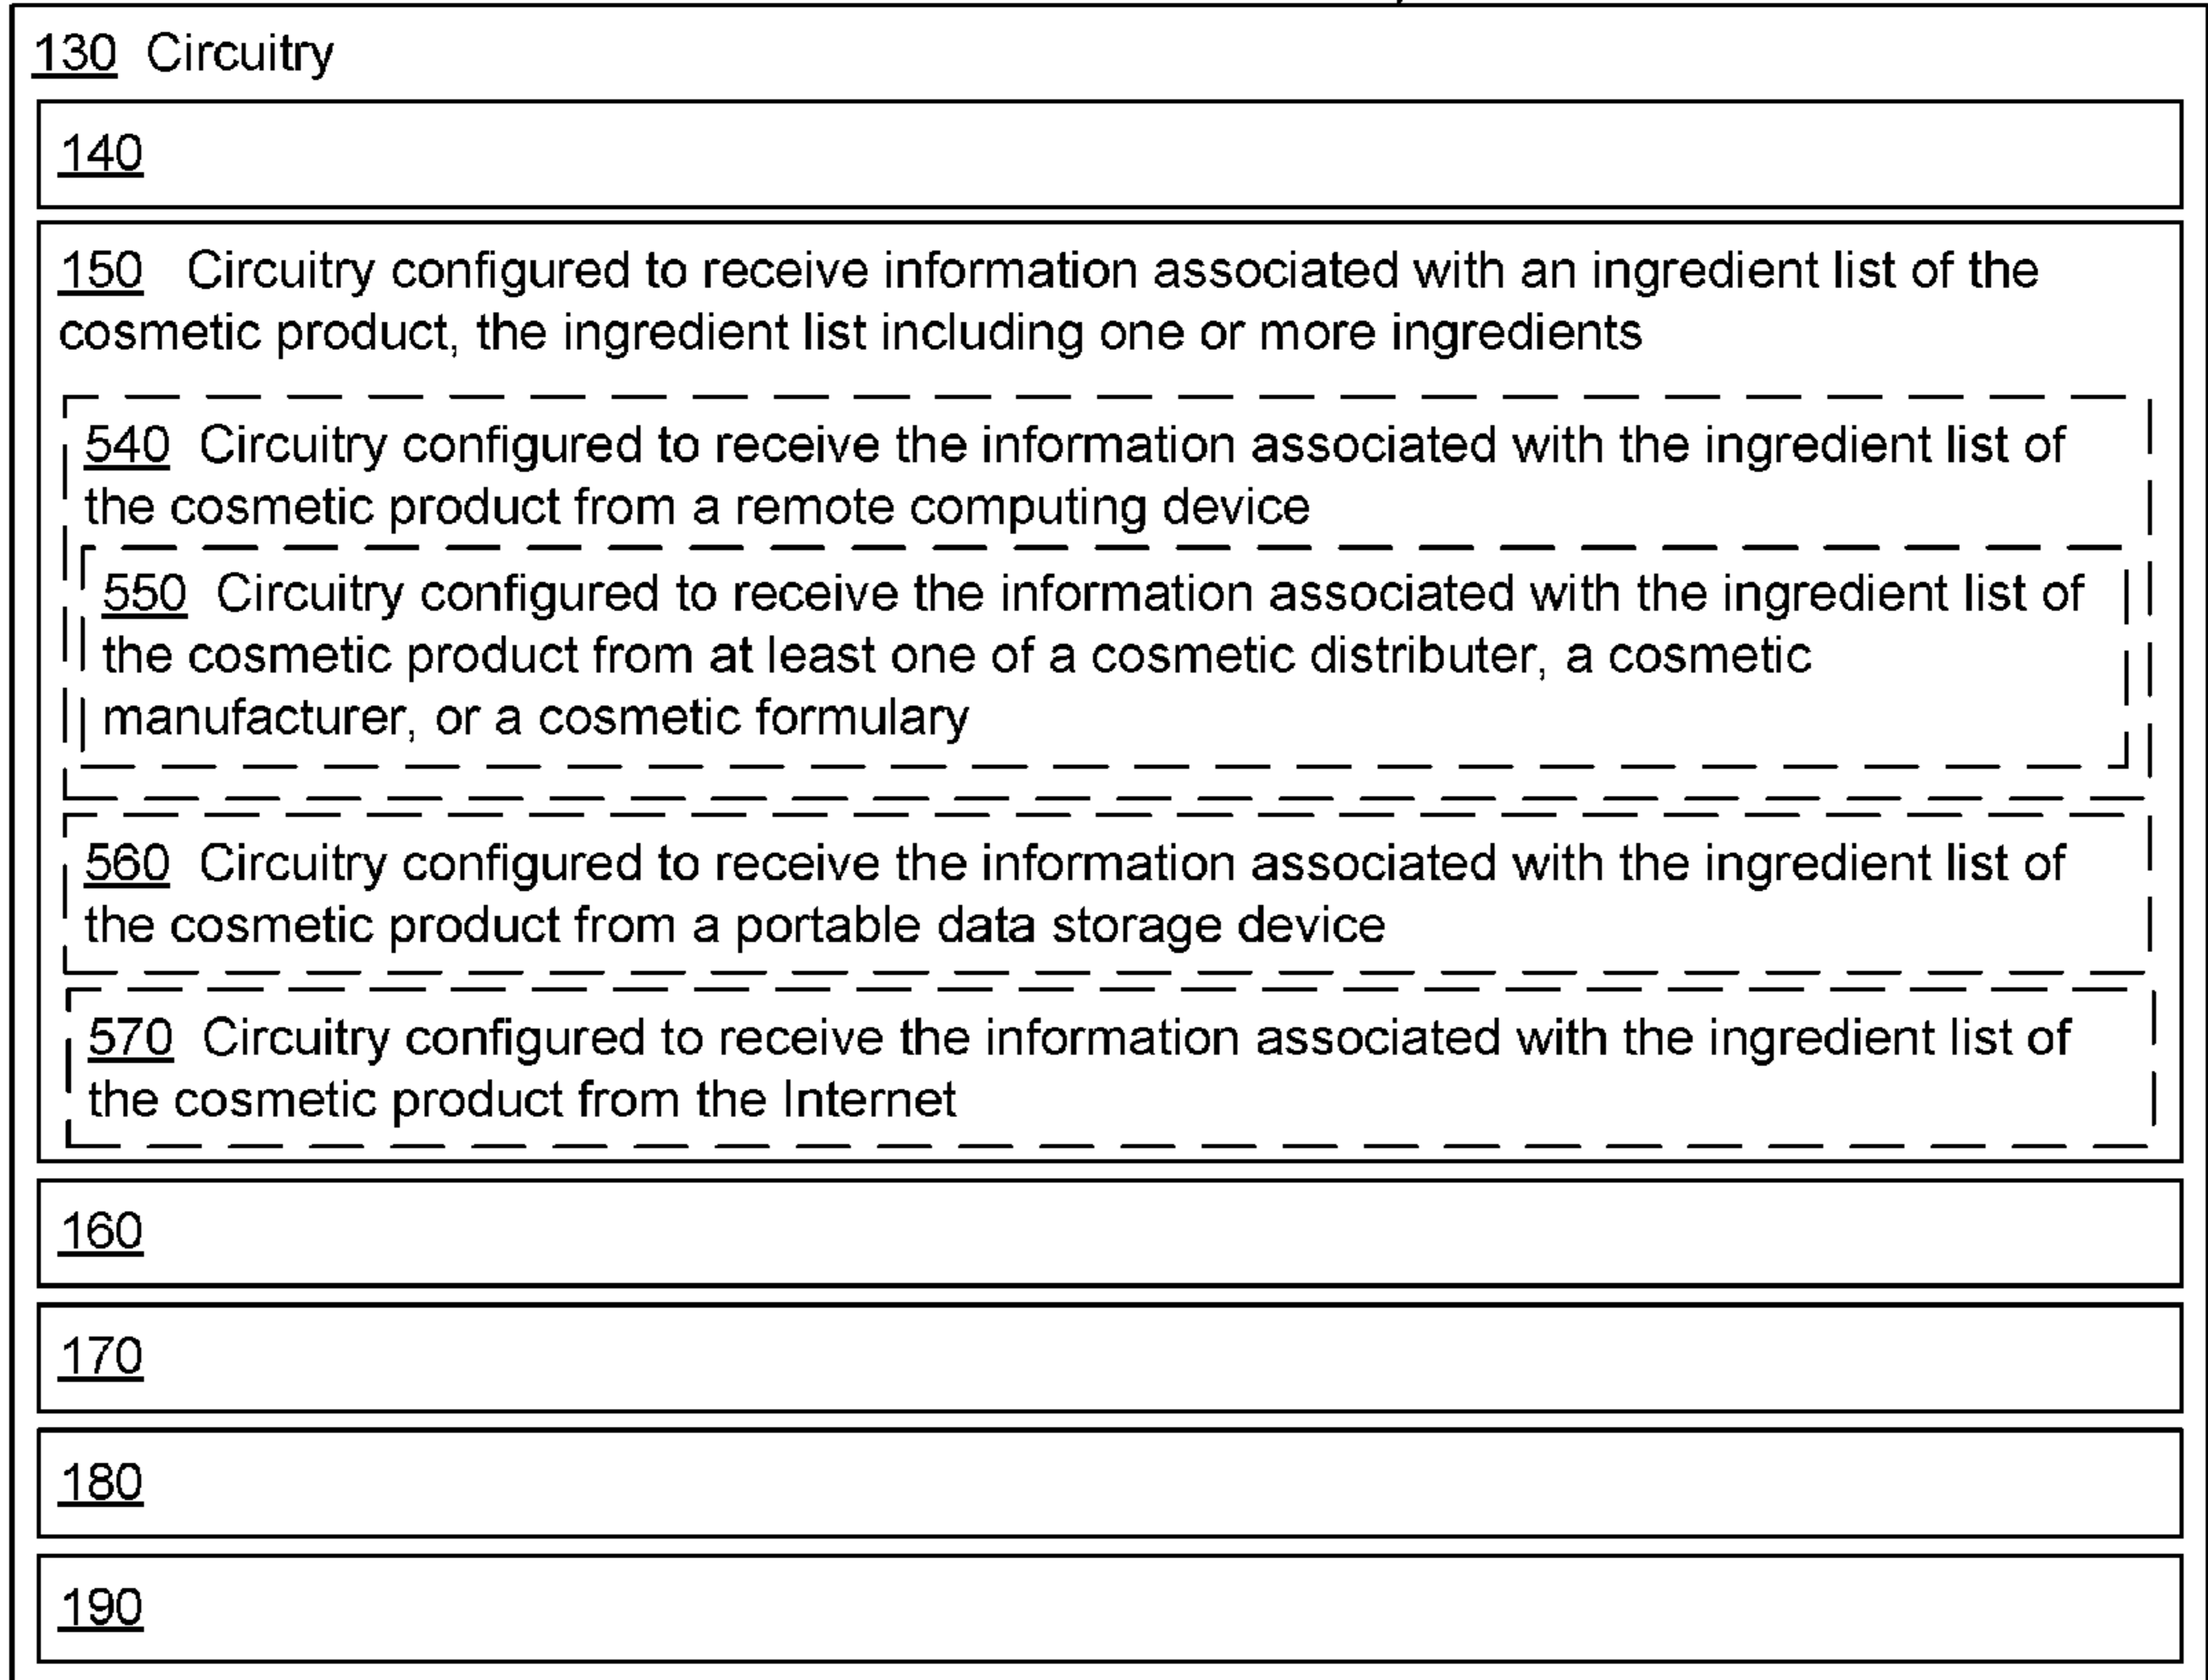 130 Circuitry
140
150 Circuitry configured to receive information associated with an ingredient list of the
cosmetic product, the ingredient list including one or more ingredients
540 Circuitry configured to receive the information associated with the ingredient list of
the cosmetic product from a remote computing device
550 Circuitry configured to receive the information associated with the ingredient list of
the cosmetic product from at least one of a cosmetic distributer, a cosmetic
manufacturer, or a cosmetic formulary
560 Circuitry configured to receive the information associated with the ingredient list of
the cosmetic product from a portable data storage device
570 Circuitry configured to receive the information associated with the ingredient list of
the cosmetic product from the Internet
160
170
180
190